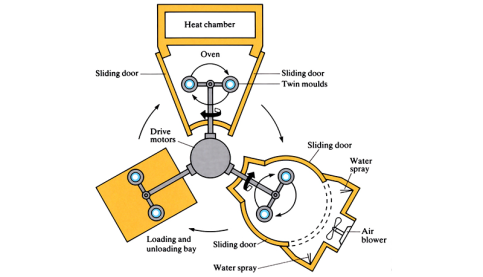 Heat chamber
Oven
Sliding door
Sliding door
Twin moulds
Drive
motors
Sliding door
Water
spray
Air
blower
Loading and
unloading bay
Sliding door
Water spray